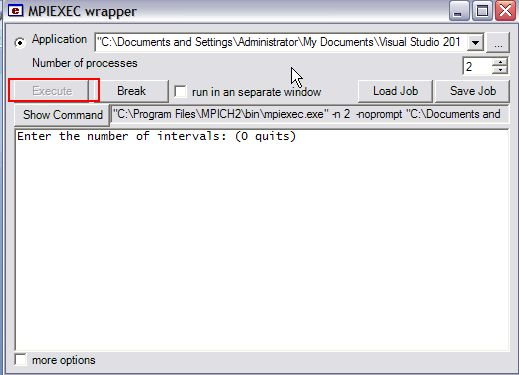 MPIEXEC wrapper
Application "C:\Documents and Settings\Administrator\My Documents\Visual Studio 201 ...
Number of processes 2
Execute Break run in an separate window Load Job Save Job
Show Command "C:\Program Files\MPICH2\bin\mpiexec.exe" -n 2 -noprompt "C:\Documents and
Enter the number of intervals: (0 quits)
more options